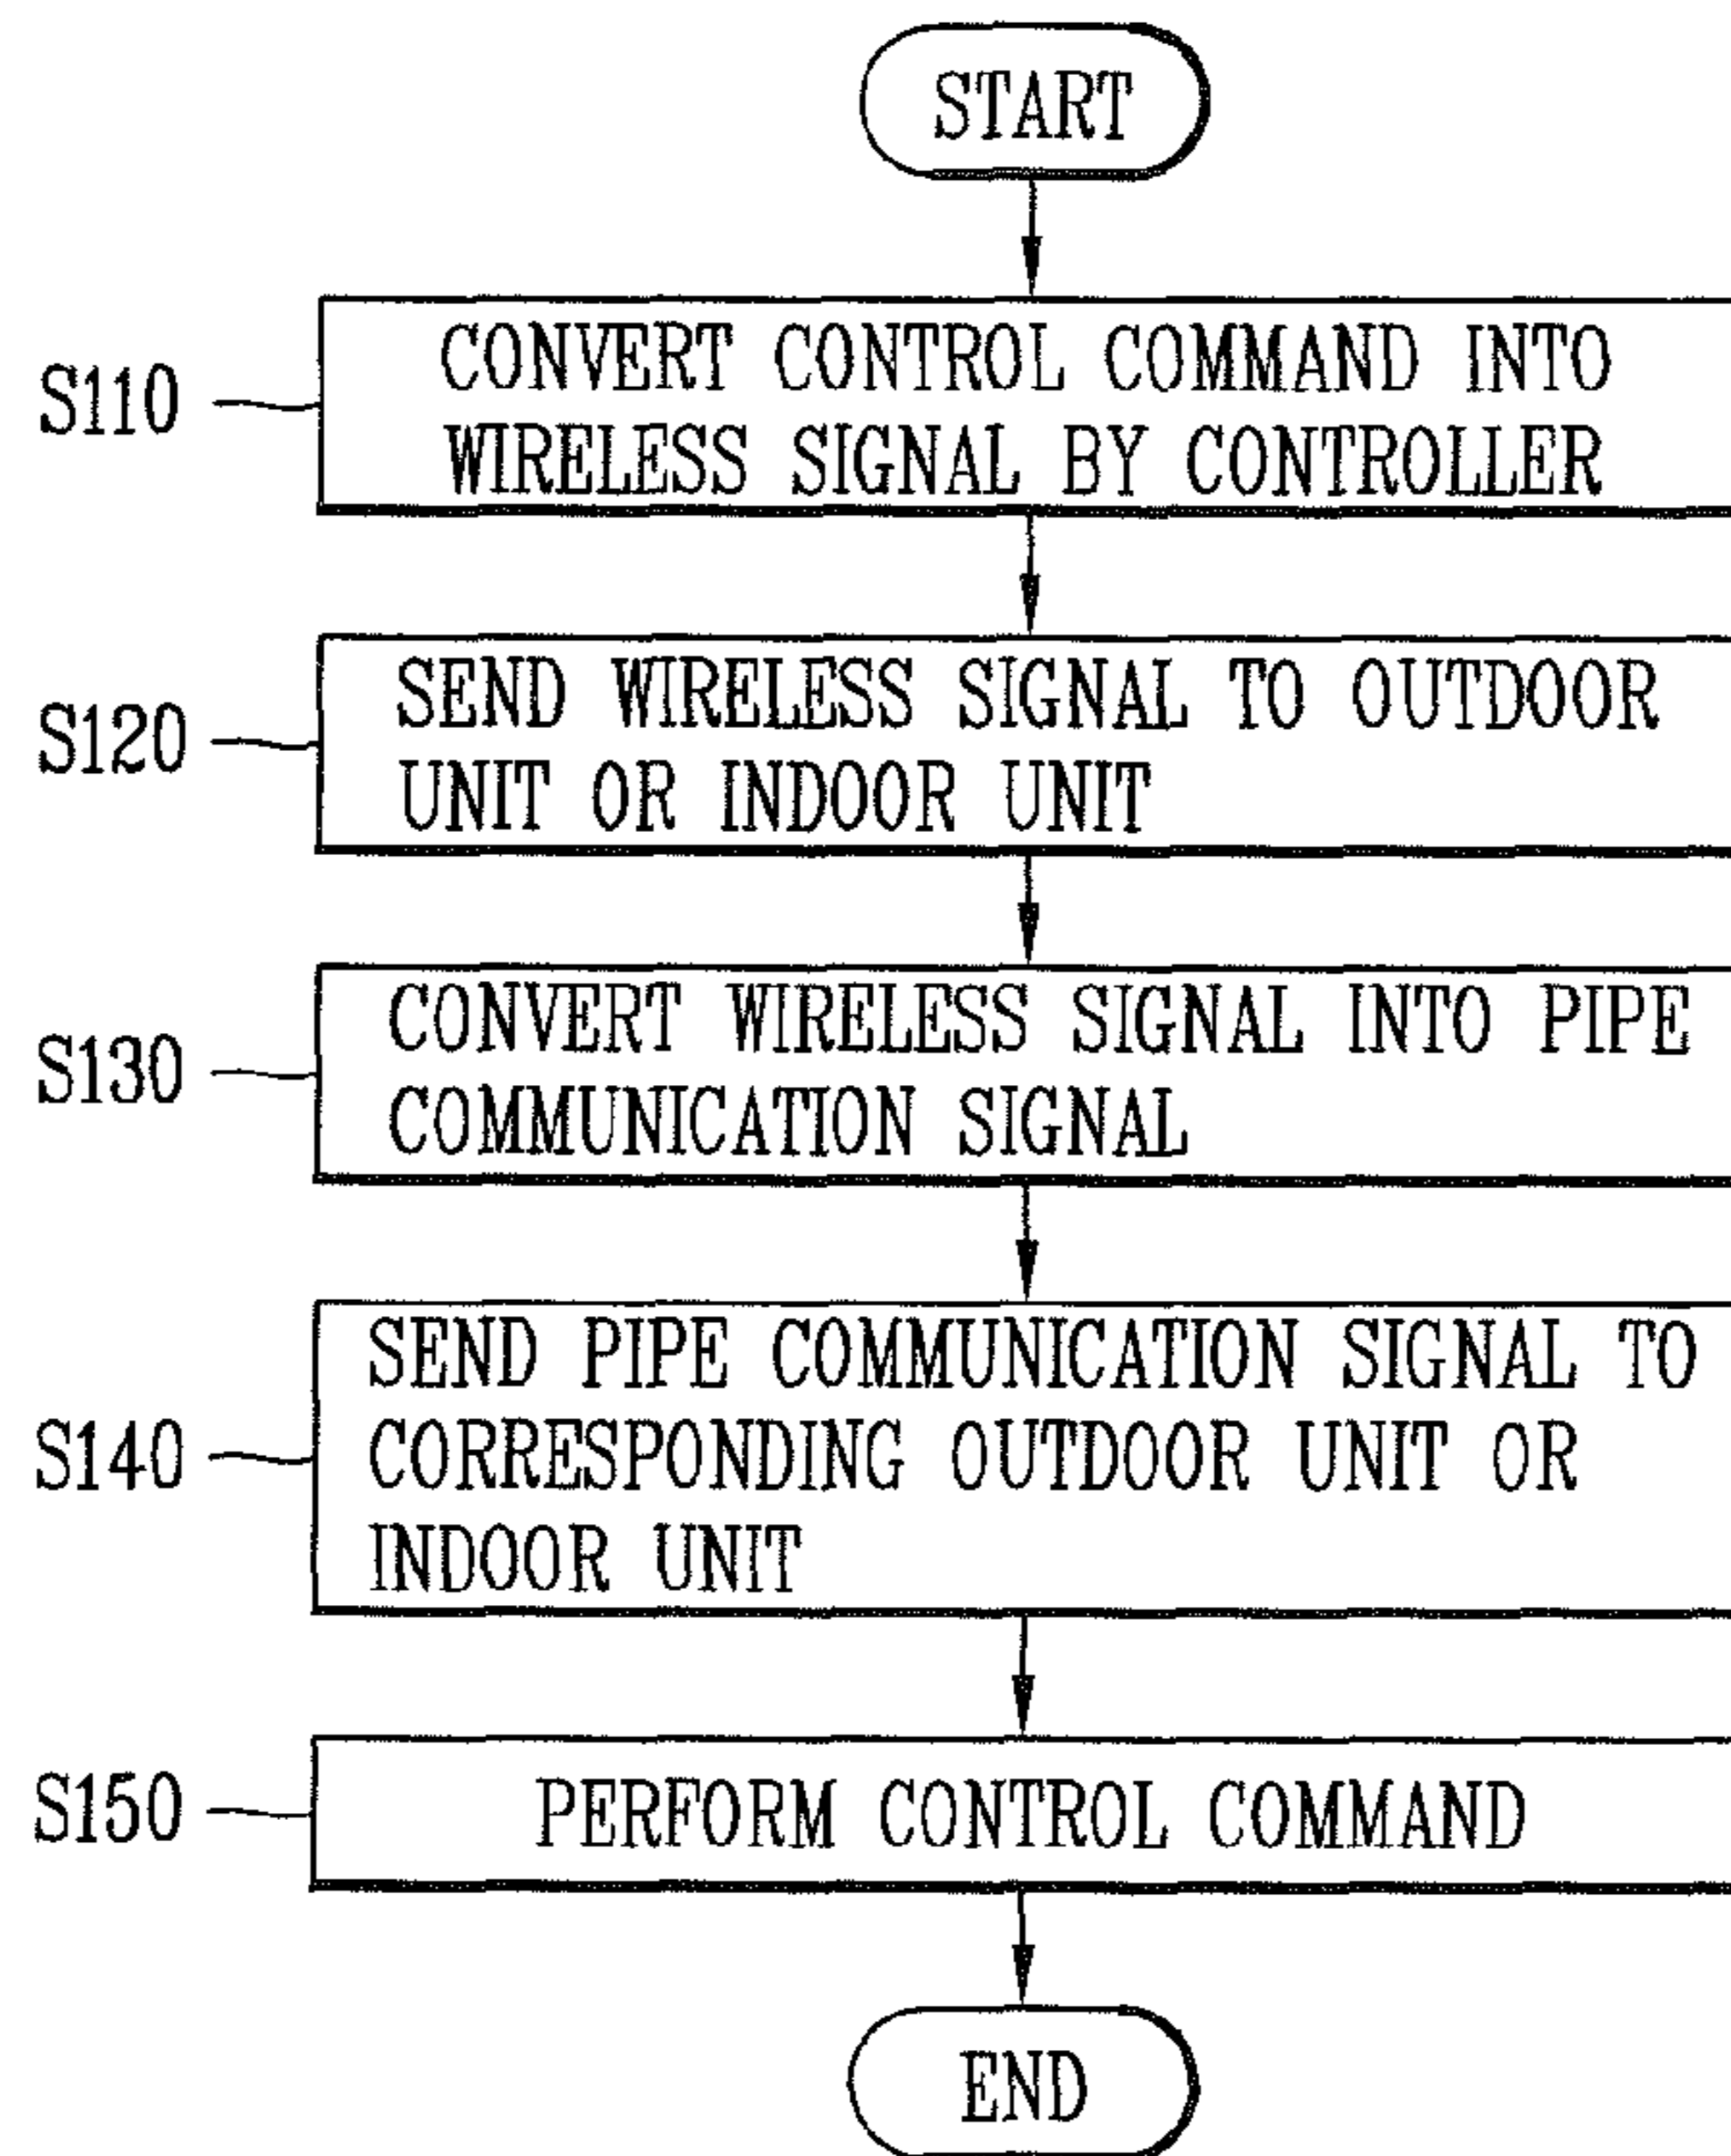 START
S110
CONVERT CONTROL COMMAND INTO
WIRELESS SIGNAL BY CONTROLLER
S120
SEND WIRELESS SIGNAL TO OUTDOOR
UNIT OR INDOOR UNIT
S130
CONVERT WIRELESS SIGNAL INTO PIPE
COMMUNICATION SIGNAL
S140
SEND PIPE COMMUNICATION SIGNAL TO
CORRESPONDING OUTDOOR UNIT OR
INDOOR UNIT
S150
PERFORM CONTROL COMMAND
END